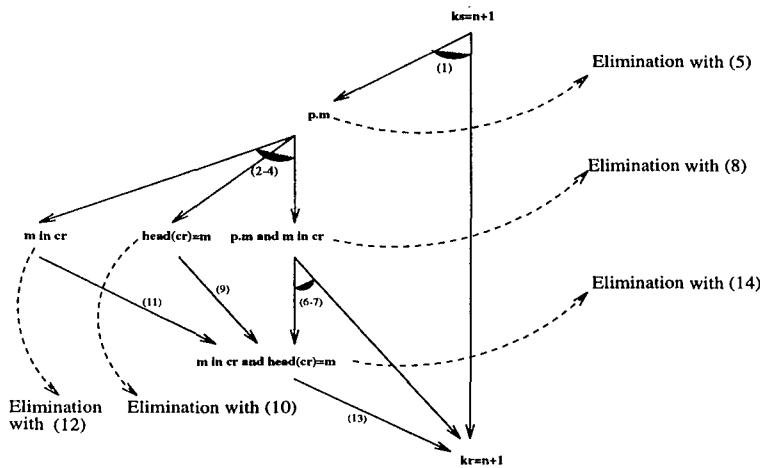 ks=n+1
Elimination with (5)
(1)
p.m
(2-4)
Elimination with (8)
m in cr
head(cr)=m
p.m and m in cr
Elimination with (14)
(11)
(9)
(6-7)
m in cr and head(cr)=m
Elimination
with (12)
Elimination with (10)
(13)
kr=n+1